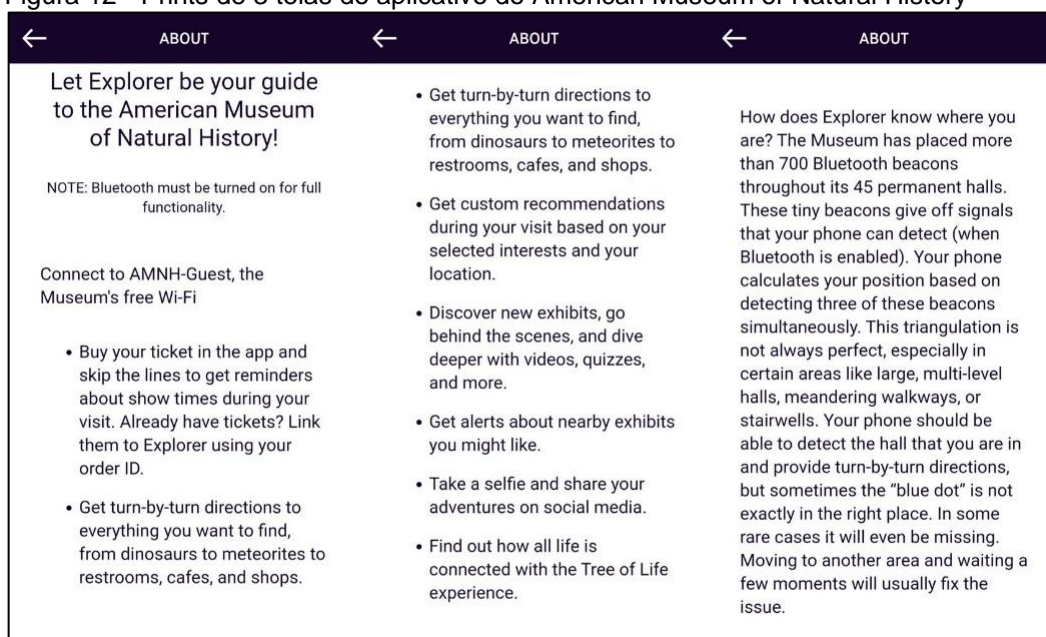 Figura 12 - Prints de 3 telas do aplicativo do American Museum of Natural History
ABOUT
Let Explorer be your guide
to the American Museum
of Natural History!
NOTE: Bluetooth must be turned on for full
functionality.
Connect to AMNH-Guest, the
Museum's free Wi-Fi
• Buy your ticket in the app and
skip the lines to get reminders
about show times during your
visit. Already have tickets? Link
them to Explorer using your
order ID.
• Get turn-by-turn directions to
everything you want to find,
from dinosaurs to meteorites to
restrooms, cafes, and shops.
ABOUT
• Get turn-by-turn directions to
everything you want to find,
from dinosaurs to meteorites to
restrooms, cafes, and shops.
• Get custom recommendations
during your visit based on your
selected interests and your
location.
• Discover new exhibits, go
behind the scenes, and dive
deeper with videos, quizzes,
and more.
• Get alerts about nearby exhibits
you might like.
• Take a selfie and share your
adventures on social media.
• Find out how all life is
connected with the Tree of Life
experience.
ABOUT
How does Explorer know where you
are? The Museum has placed more
than 700 Bluetooth beacons
throughout its 45 permanent halls.
These tiny beacons give off signals
that your phone can detect (when
Bluetooth is enabled). Your phone
calculates your position based on
detecting three of these beacons
simultaneously. This triangulation is
not always perfect, especially in
certain areas like large, multi-level
halls, meandering walkways, or
stairwells. Your phone should be
able to detect the hall that you are in
and provide turn-by-turn directions,
but sometimes the “blue dot” is not
exactly in the right place. In some
rare cases it will even be missing.
Moving to another area and waiting a
few moments will usually fix the
issue.